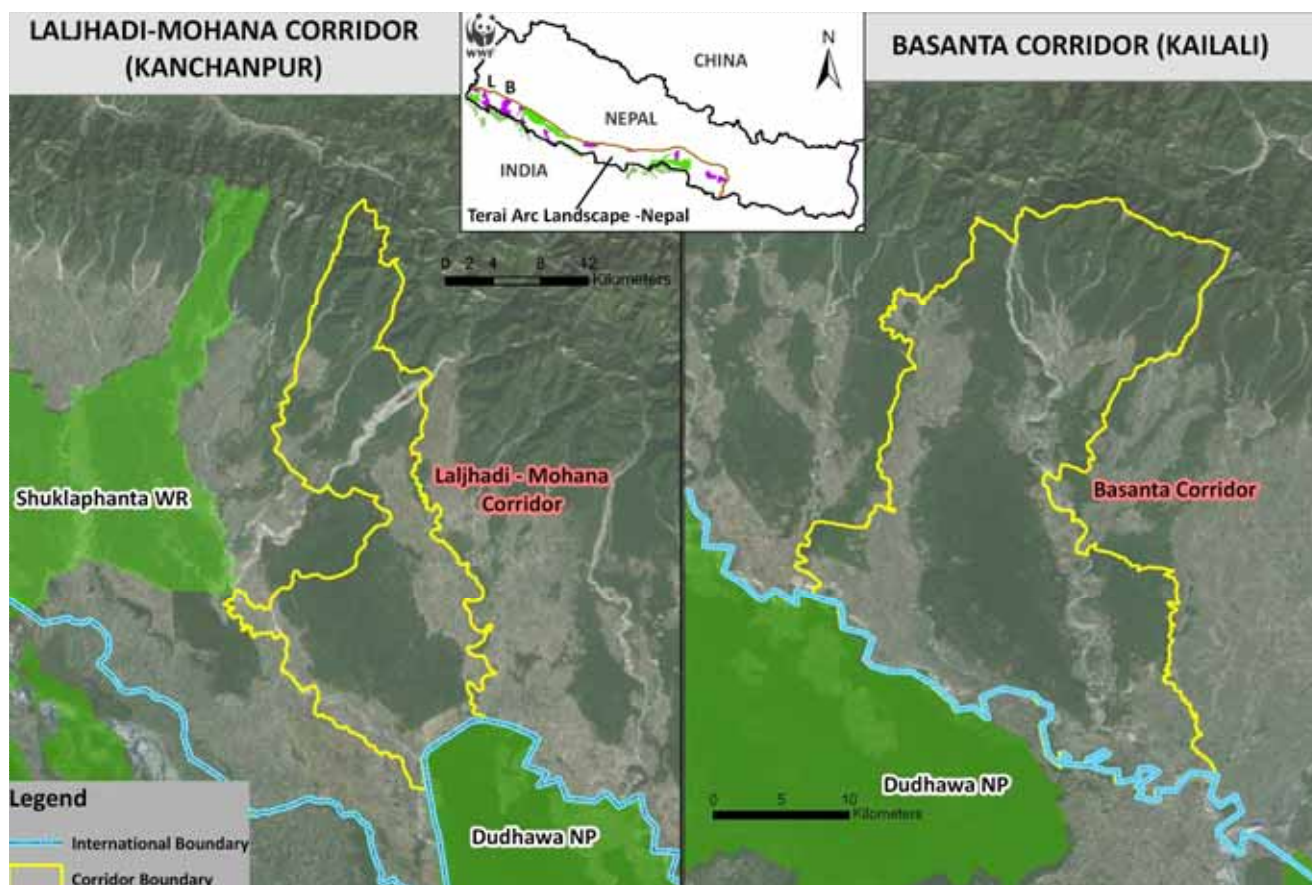 LALJHADI-MOHANA CORRIDOR
(KANCHANPUR)
WWF
L B
CHINA
NEPAL
INDIA
Terai Arc Landscape -Nepal
N
BASANTA CORRIDOR (KAILALI)
0 2 4 8 12
Kilometers
Shuklaphanta WR
Laljhadi - Mohana
Corridor
Basanta Corridor
Dudhawa NP
Dudhawa NP
0 5 10
Kilometers
Legend
International Boundary
Corridor Boundary